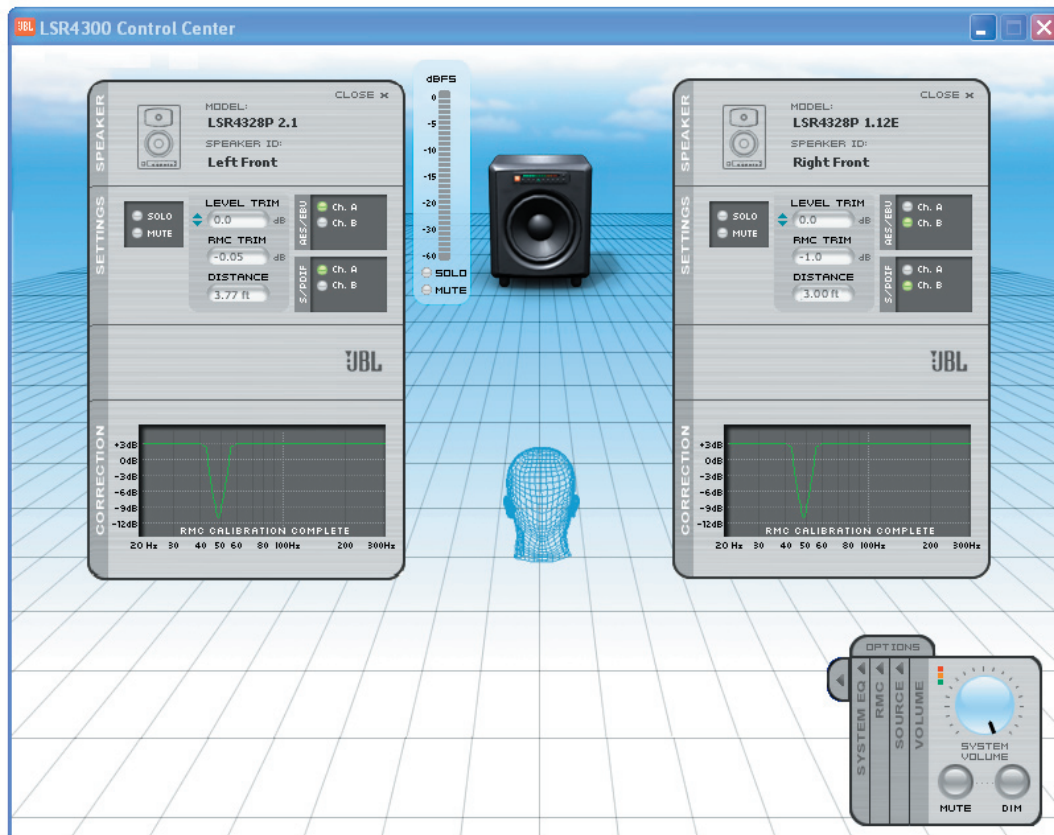 JBL LSR4300 Control Center
SPEAKER
CLOSE X
MODEL:
LSR4328P 2.1
SPEAKER ID:
Left Front
SETTINGS
SOLO
MUTE
LEVEL TRIM
0.0 dB
RMC TRIM
-0.05 dB
DISTANCE
3.77 ft
AES/EBU
Ch. A
Ch. B
S/PDIF
Ch. A
Ch. B
JBL
CORRECTION
+3dB
0dB
-3dB
-6dB
-9dB
-12dB
RMC CALIBRATION COMPLETE
20 Hz 30 40 50 60 80 100Hz 200 300Hz
dBFS
0
-5
-10
-15
-20
-30
-60
SOLO
MUTE
SPEAKER
CLOSE X
MODEL:
LSR4328P 1.12E
SPEAKER ID:
Right Front
SETTINGS
SOLO
MUTE
LEVEL TRIM
0.0 dB
RMC TRIM
-1.0 dB
DISTANCE
3.00 ft
AES/EBU
Ch. A
Ch. B
S/PDIF
Ch. A
Ch. B
JBL
CORRECTION
+3dB
0dB
-3dB
-6dB
-9dB
-12dB
RMC CALIBRATION COMPLETE
20 Hz 30 40 50 60 80 100Hz 200 300Hz
OPTIONS
SYSTEM EQ
RMC
SOURCE
VOLUME
SYSTEM
VOLUME
MUTE DIM